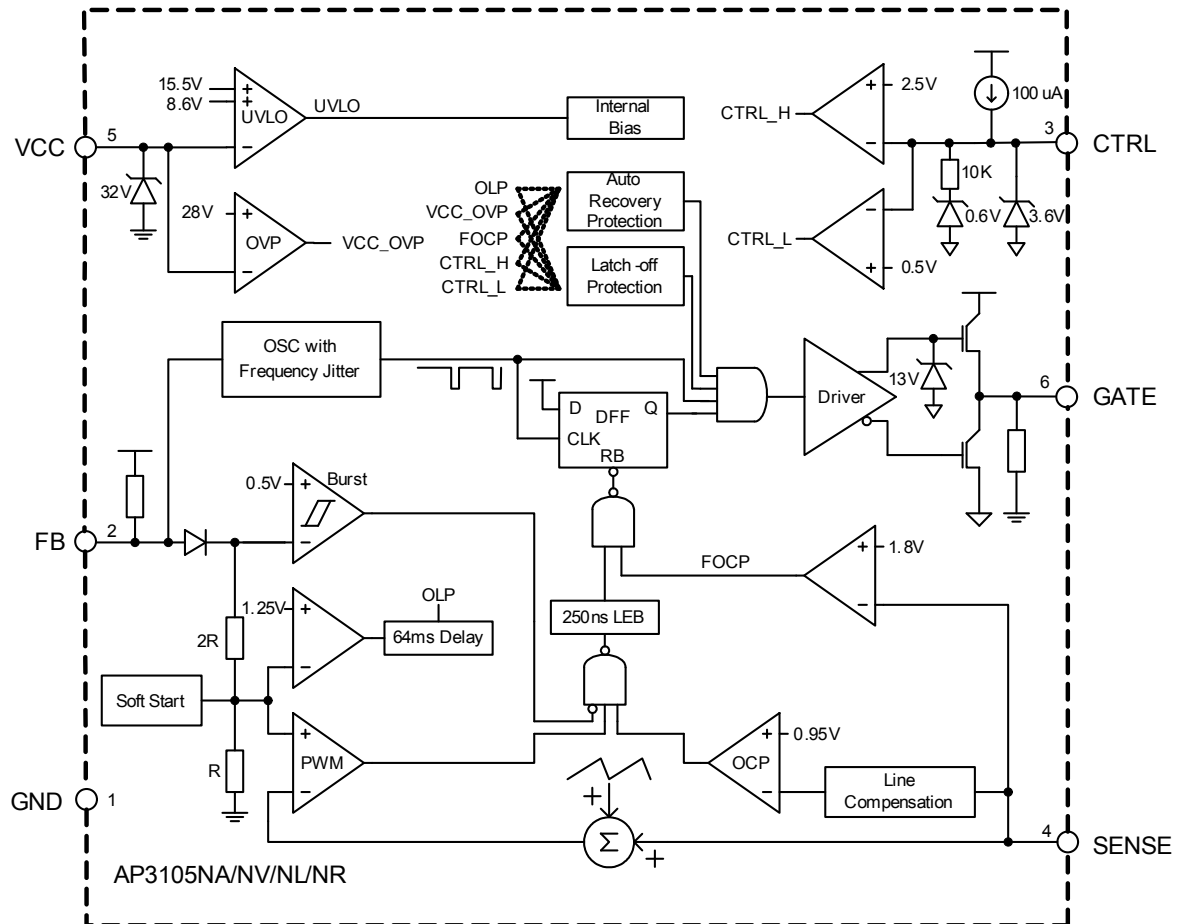 15.5V
8.6V
+
+
UVLO
−
UVLO
Internal
Bias
CTRL_H
+
2.5V
−
100 uA
5
VCC
3
CTRL
32V
28V
+
OVP
−
VCC_OVP
OLP
VCC_OVP
FOCP
CTRL_H
CTRL_L
Auto
Recovery
Protection
Latch -off
Protection
CTRL_L
−
+
0.5V
10K
0.6V
3.6V
OSC with
Frequency Jitter
D
DFF
Q
CLK
RB
Driver
13V
6
GATE
0.5V
+
Burst
−
2
FB
FOCP
+
1.8V
−
1.25V
+
−
OLP
64ms Delay
250ns LEB
2R
Soft Start
R
+
PWM
−
+
0.95V
OCP
−
Line
Compensation
GND
1
+
Σ
+
4
SENSE
AP3105NA/NV/NL/NR